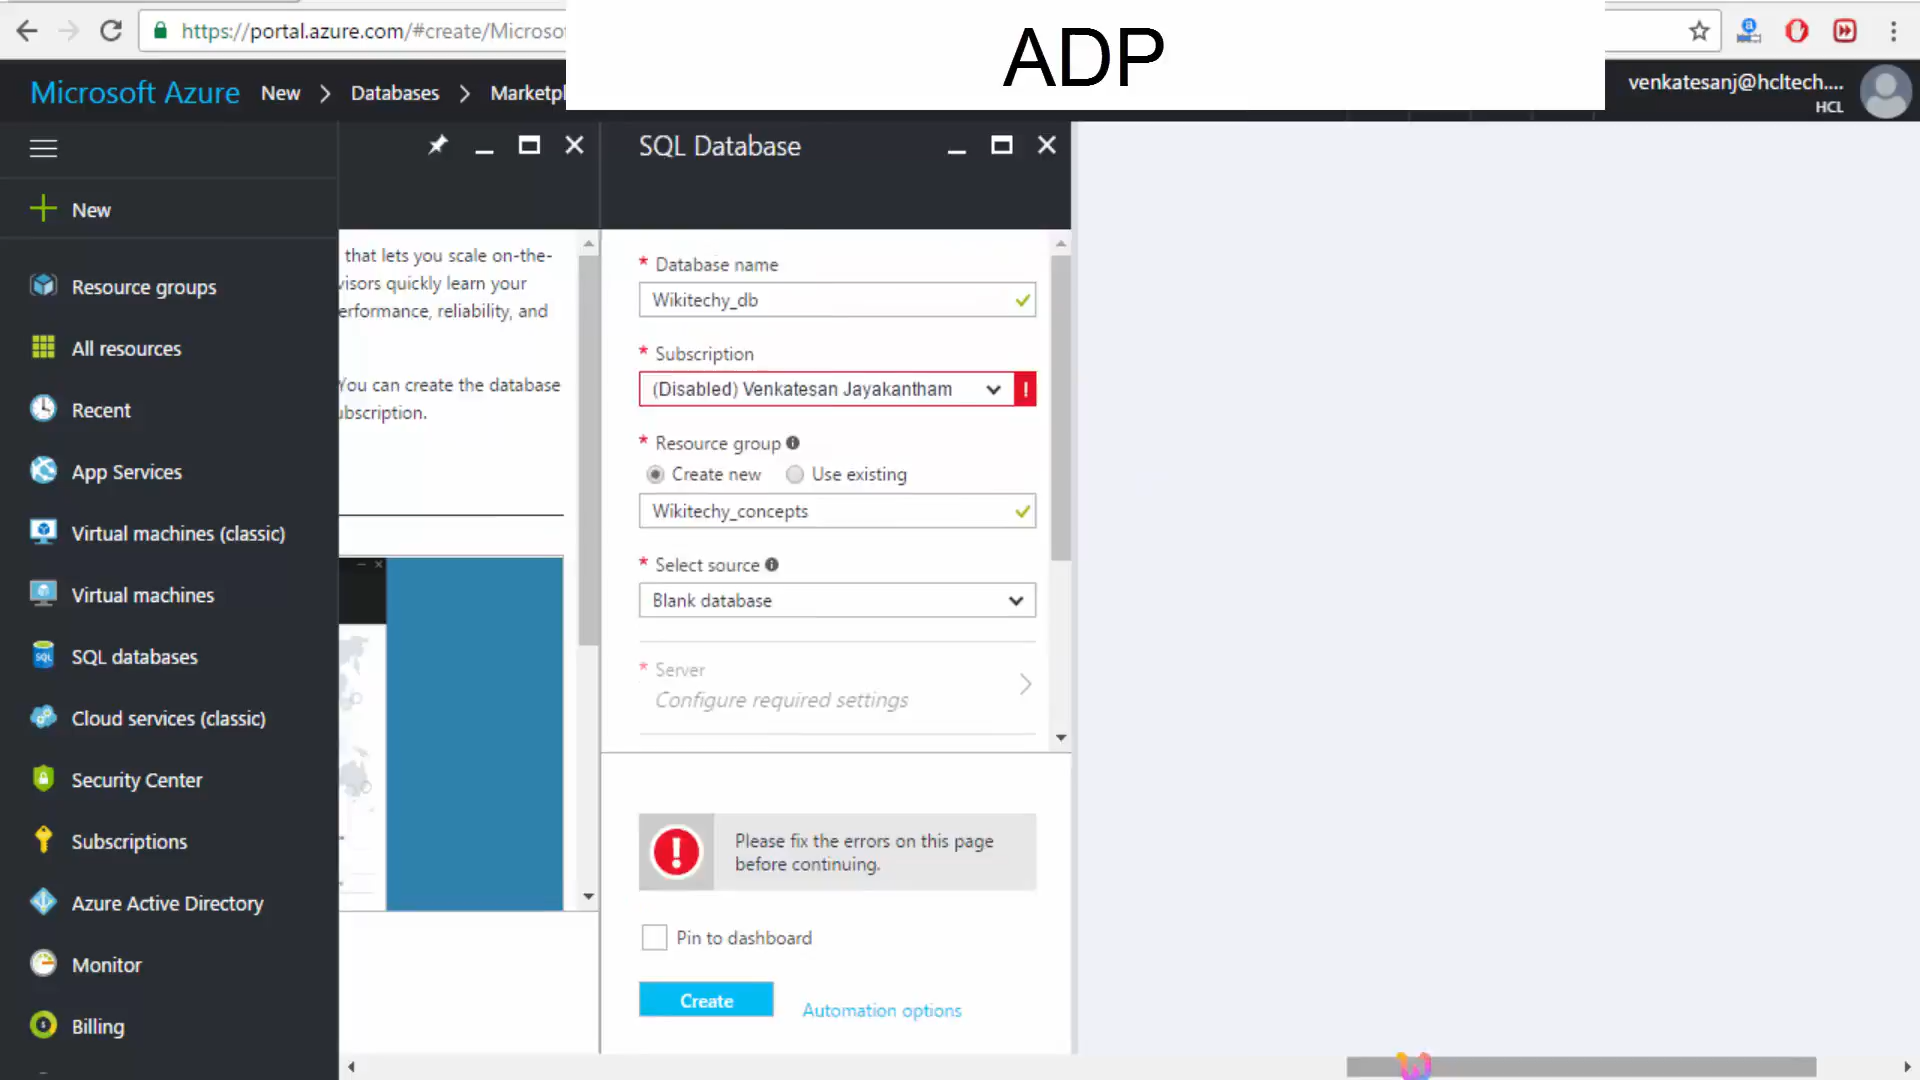 https://portal.azure.com/#create/Microso
ADP
Microsoft Azure
New
Databases
Marketpl
venkatesanj@hcltech....
HCL
New
Resource groups
All resources
Recent
App Services
Virtual machines (classic)
Virtual machines
SQL databases
Cloud services (classic)
Security Center
Subscriptions
Azure Active Directory
Monitor
Billing
that lets you scale on-the-
visors quickly learn your
erformance, reliability, and
You can create the database
ubscription.
SQL Database
* Database name
Wikitechy_db
* Subscription
(Disabled) Venkatesan Jayakantham
!
* Resource group
Create new
Use existing
Wikitechy_concepts
* Select source
Blank database
* Server
Configure required settings
Please fix the errors on this page
before continuing.
Pin to dashboard
Create
Automation options